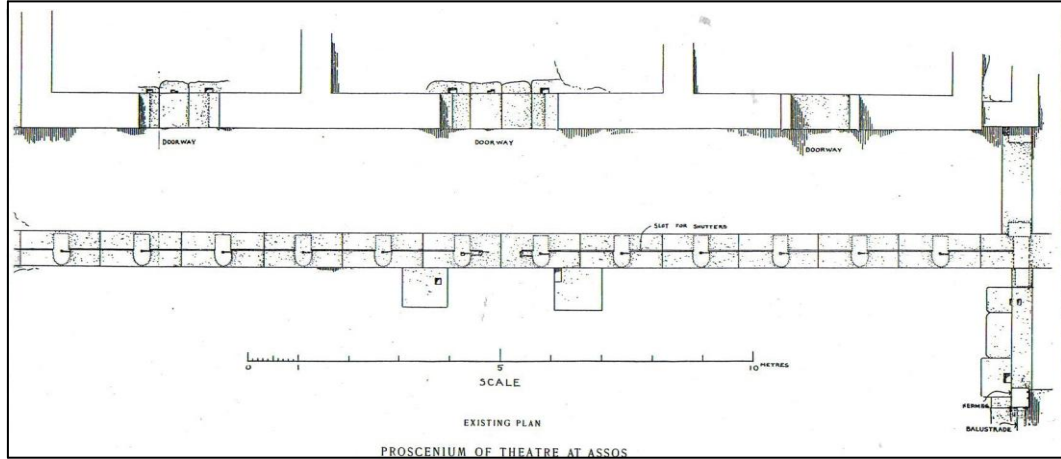 DOORWAY
DOORWAY
DOORWAY
SLOT FOR SHUTTERS
0 1 10 METRES
SCALE
EXISTING PLAN
BALUSTRADE
PROSCENIUM OF THEATRE AT ASSOS